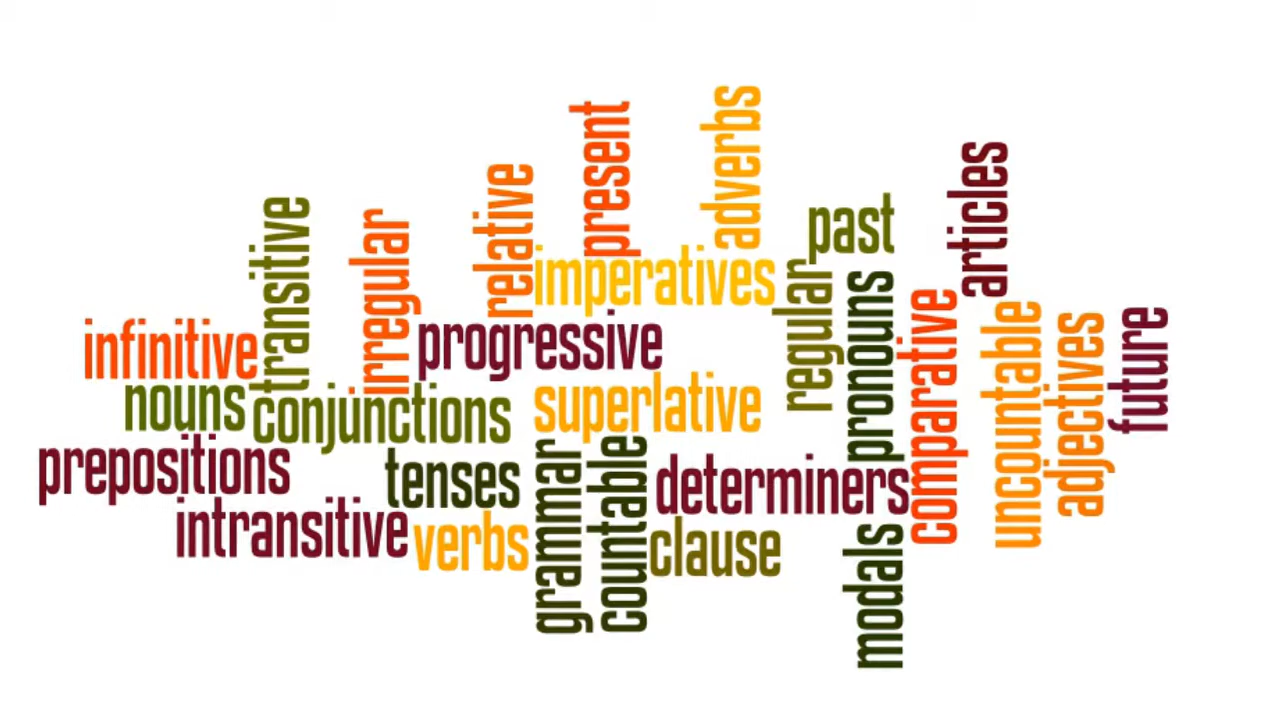 adverbs
present
articles
relative
past
transitive
irregular
imperatives
regular
pronouns
comparative
uncountable
adjectives
future
infinitive
progressive
nouns
conjunctions
superlative
prepositions
tenses
grammar
countable
determiners
intransitive
verbs
clause
modals